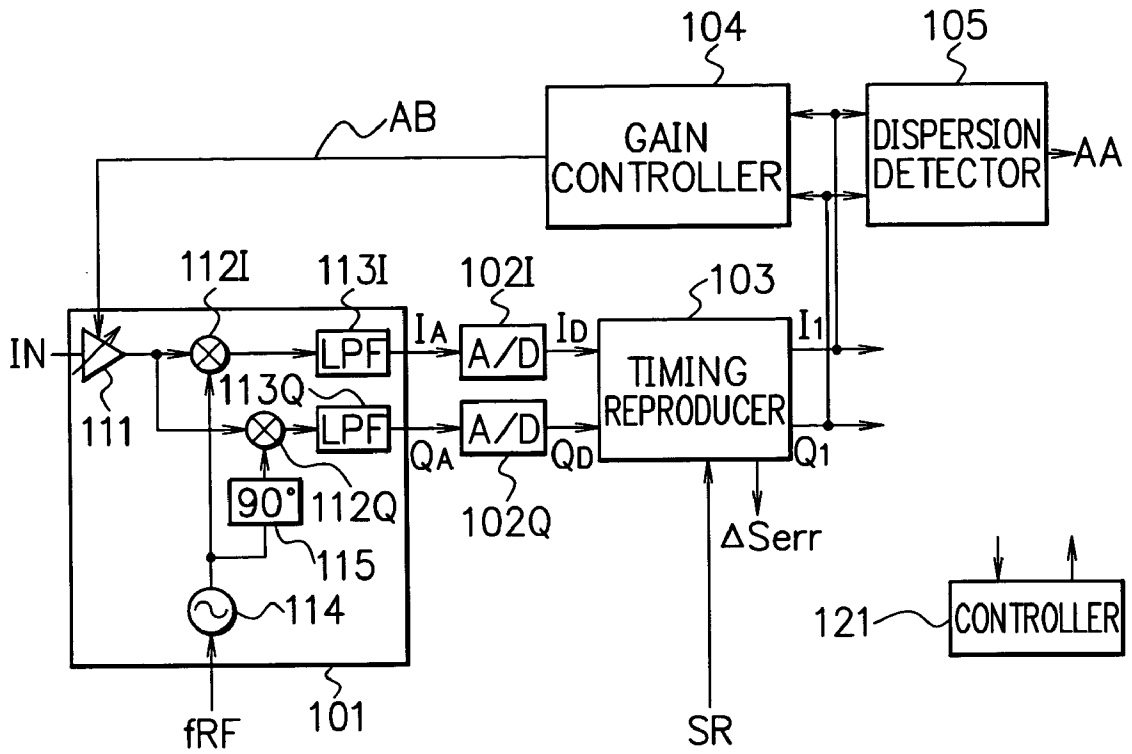 104
105
AB
GAIN
CONTROLLER
DISPERSION
DETECTOR
AA
112I
113I
102I
103
IN
LPF
IA
A/D
ID
TIMING
REPRODUCER
I1
111
113Q
LPF
QA
A/D
QD
Q1
90°
112Q
102Q
ΔSerr
115
114
121
CONTROLLER
101
fRF
SR